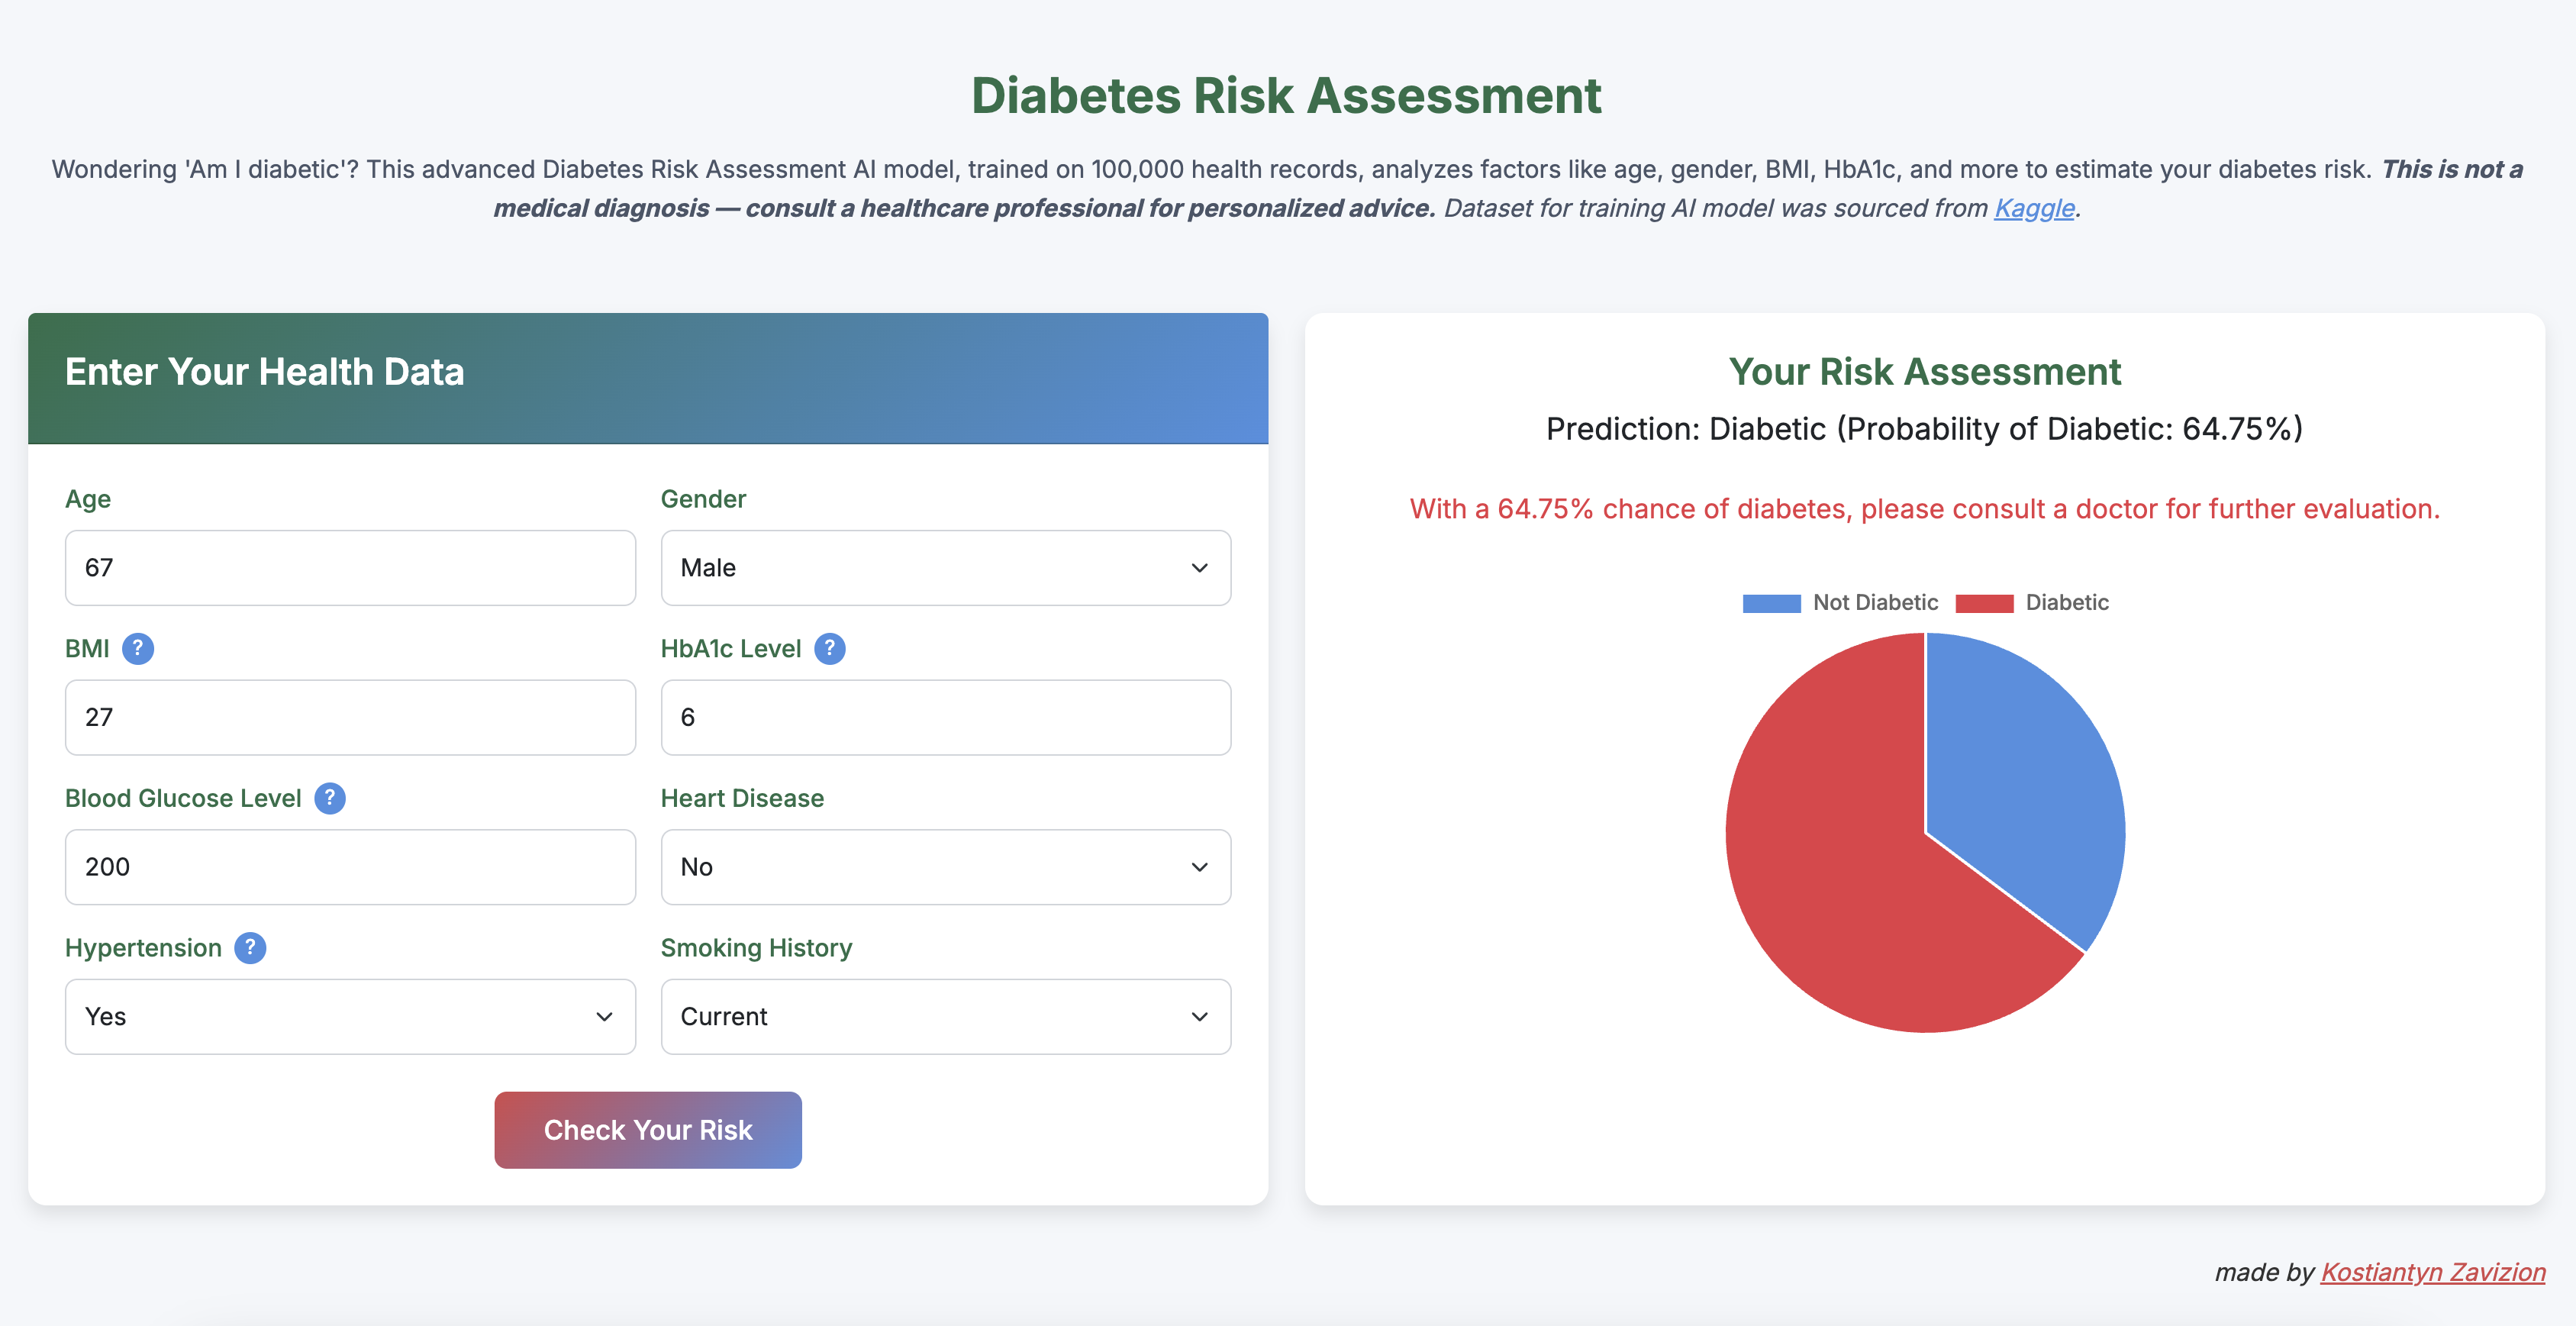 Diabetes Risk Assessment
Wondering 'Am I diabetic'? This advanced Diabetes Risk Assessment AI model, trained on 100,000 health records, analyzes factors like age, gender, BMI, HbA1c, and more to estimate your diabetes risk. This is not a
medical diagnosis — consult a healthcare professional for personalized advice. Dataset for training AI model was sourced from Kaggle.
Enter Your Health Data
Age
Gender
67
Male
BMI ?
HbA1c Level ?
27
6
Blood Glucose Level ?
Heart Disease
200
No
Hypertension ?
Smoking History
Yes
Current
Check Your Risk
Your Risk Assessment
Prediction: Diabetic (Probability of Diabetic: 64.75%)
With a 64.75% chance of diabetes, please consult a doctor for further evaluation.
Not Diabetic
Diabetic
made by Kostiantyn Zavizion